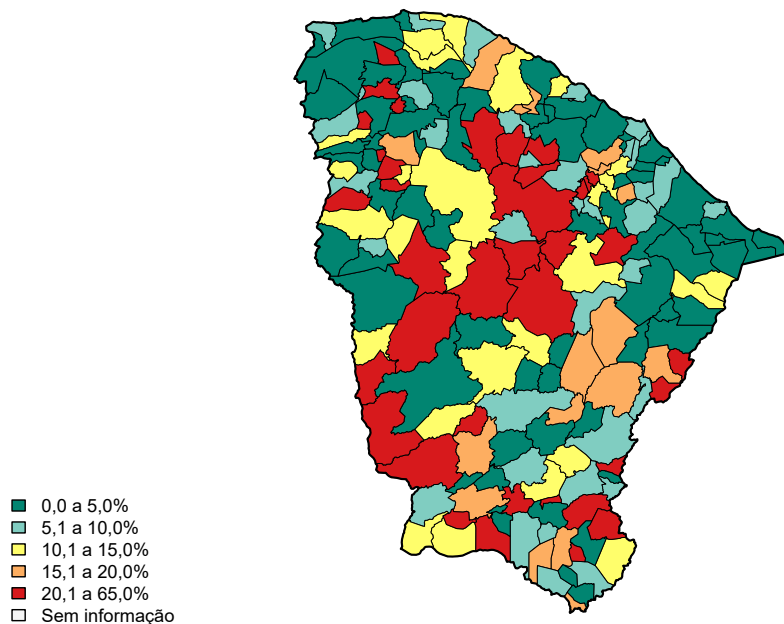 0,0 a 5,0%
5,1 a 10,0%
10,1 a 15,0%
15,1 a 20,0%
20,1 a 65,0%
Sem informação